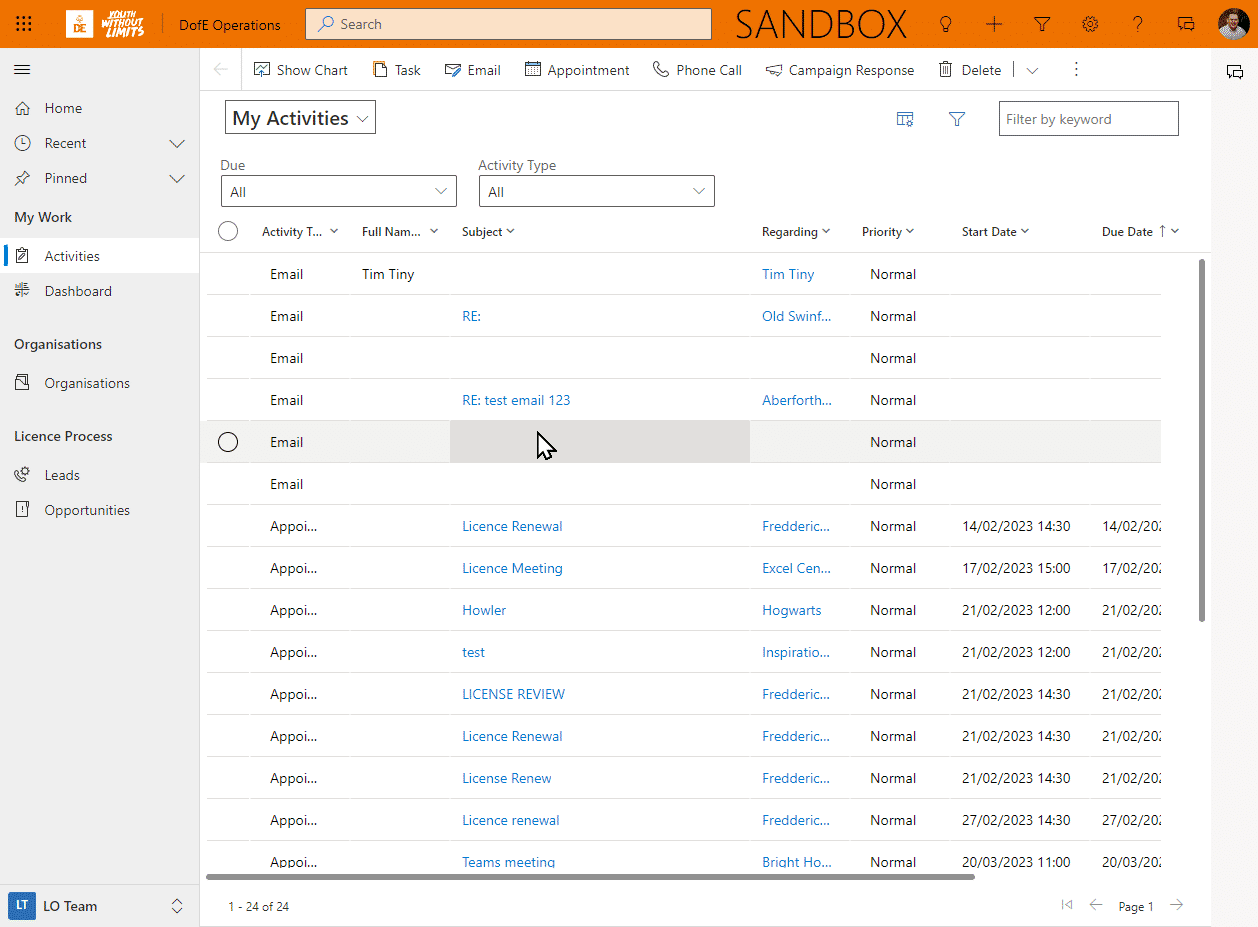 DE YOUTH WITHOUT LIMITS DofE Operations Search SANDBOX
Show Chart Task Email Appointment Phone Call Campaign Response Delete
Home
Recent
Pinned
My Work
Activities
Dashboard
Organisations
Organisations
Licence Process
Leads
Opportunities
LT LO Team
My Activities Filter by keyword
Due Activity Type
All All
Activity T... Full Nam... Subject Regarding Priority Start Date Due Date
Email Tim Tiny Tim Tiny Normal
Email RE: Old Swinf... Normal
Email Normal
Email RE: test email 123 Aberforth... Normal
Email Normal
Email Normal
Appoi... Licence Renewal Frederic... Normal 14/02/2023 14:30 14/02/202
Appoi... Licence Meeting Excel Cen... Normal 17/02/2023 15:00 17/02/202
Appoi... Howler Hogwarts Normal 21/02/2023 12:00 21/02/202
Appoi... test Inspiratio... Normal 21/02/2023 12:00 21/02/202
Appoi... LICENSE REVIEW Frederic... Normal 21/02/2023 14:30 21/02/202
Appoi... Licence Renewal Frederic... Normal 21/02/2023 14:30 21/02/202
Appoi... License Renew Frederic... Normal 21/02/2023 14:30 21/02/202
Appoi... Licence renewal Frederic... Normal 27/02/2023 14:30 27/02/202
Appoi... Teams meeting Bright Ho... Normal 20/03/2023 11:00 20/03/202
1 - 24 of 24 Page 1